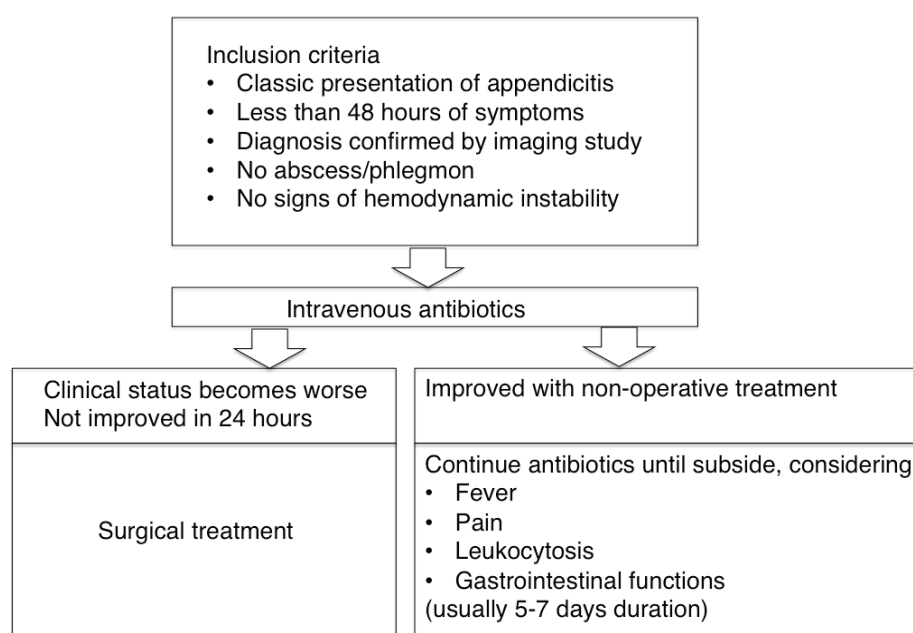 Inclusion criteria
• Classic presentation of appendicitis
• Less than 48 hours of symptoms
• Diagnosis confirmed by imaging study
• No abscess/phlegmon
• No signs of hemodynamic instability
Intravenous antibiotics
Clinical status becomes worse
Not improved in 24 hours
Surgical treatment
Improved with non-operative treatment
Continue antibiotics until subside, considering
• Fever
• Pain
• Leukocytosis
• Gastrointestinal functions
(usually 5-7 days duration)